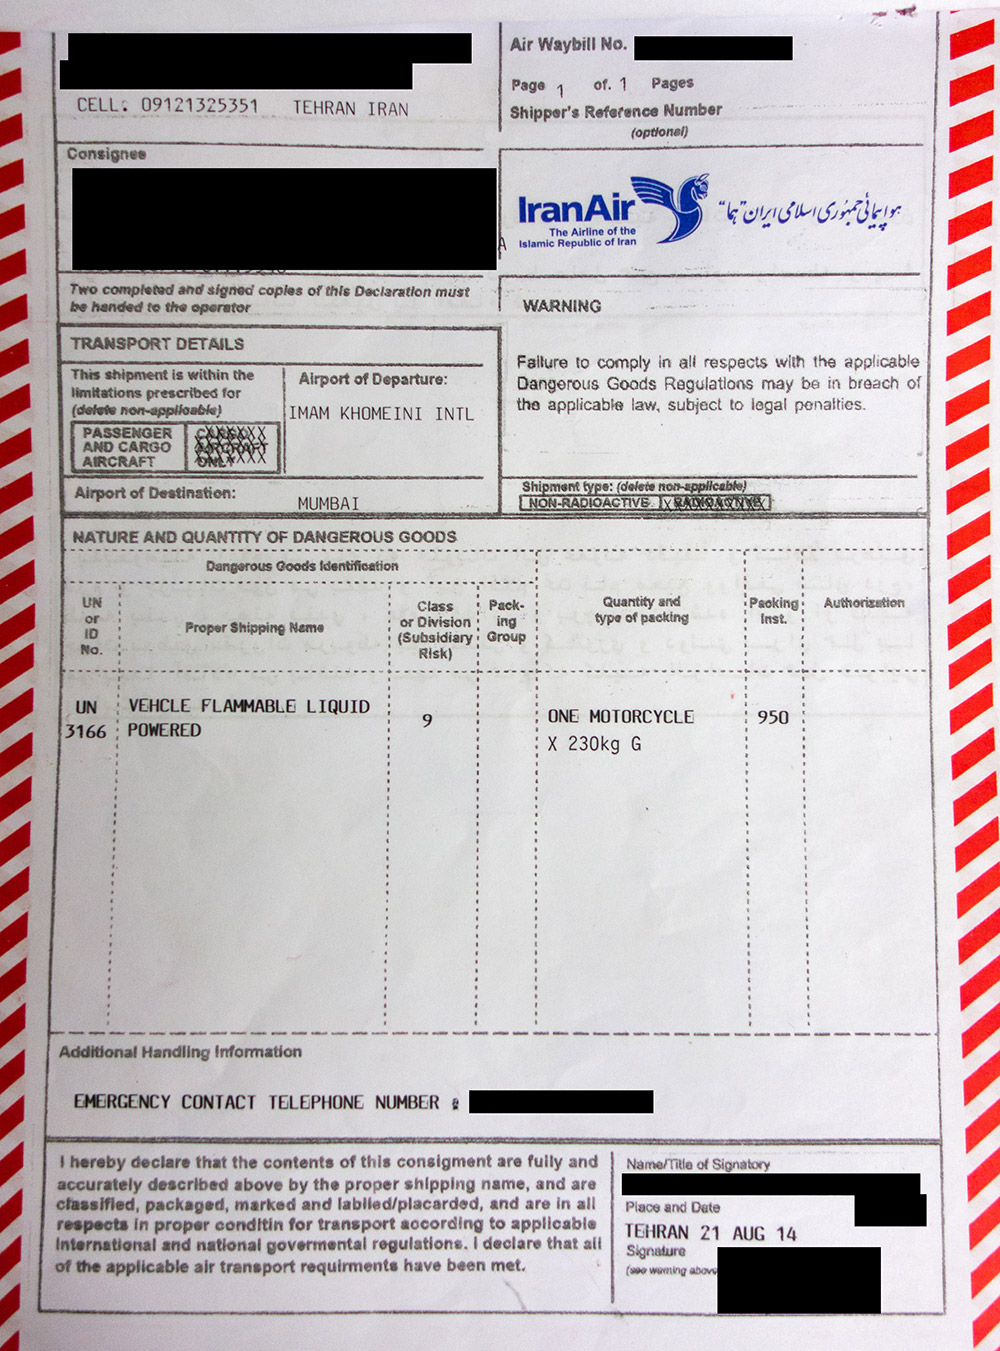 CELL: 09121325351 TEHRAN IRAN
Air Waybill No.
Page 1 of. 1 Pages
Shipper's Reference Number
(optional)
Consignee
IranAir
The Airline of the
Islamic Republic of Iran
هواپیمائی جمهوری اسلامی ایران "هما"
A
Two completed and signed copies of this Declaration must
be handed to the operator
WARNING
Failure to comply in all respects with the applicable
Dangerous Goods Regulations may be in breach of
the applicable law, subject to legal penalties.
TRANSPORT DETAILS
This shipment is within the
limitations prescribed for
(delete non-applicable)
PASSENGER
AND CARGO
AIRCRAFT
CARGO
AIRCRAFT
ONLY
Airport of Departure:
IMAM KHOMEINI INTL
Airport of Destination:
MUMBAI
Shipment type: (delete non-applicable)
NON-RADIOACTIVE RADIOACTIVE
NATURE AND QUANTITY OF DANGEROUS GOODS
Dangerous Goods Identification
UN
or
ID
No.
Proper Shipping Name
Class
or Division
(Subsidiary
Risk)
Pack-
ing
Group
Quantity and
type of packing
Packing
Inst.
Authorization
UN
3166
VEHCLE FLAMMABLE LIQUID
POWERED
9
ONE MOTORCYCLE
X 230kg G
950
Additional Handling Information
EMERGENCY CONTACT TELEPHONE NUMBER :
I hereby declare that the contents of this consigment are fully and
accurately described above by the proper shipping name, and are
classified, packaged, marked and lablled/placarded, and are in all
respects in proper conditin for transport according to applicable
International and national govermental regulations. I declare that all
of the applicable air transport requirments have been met.
Name/Title of Signatory
Place and Date
TEHRAN 21 AUG 14
Signature
(see warning above